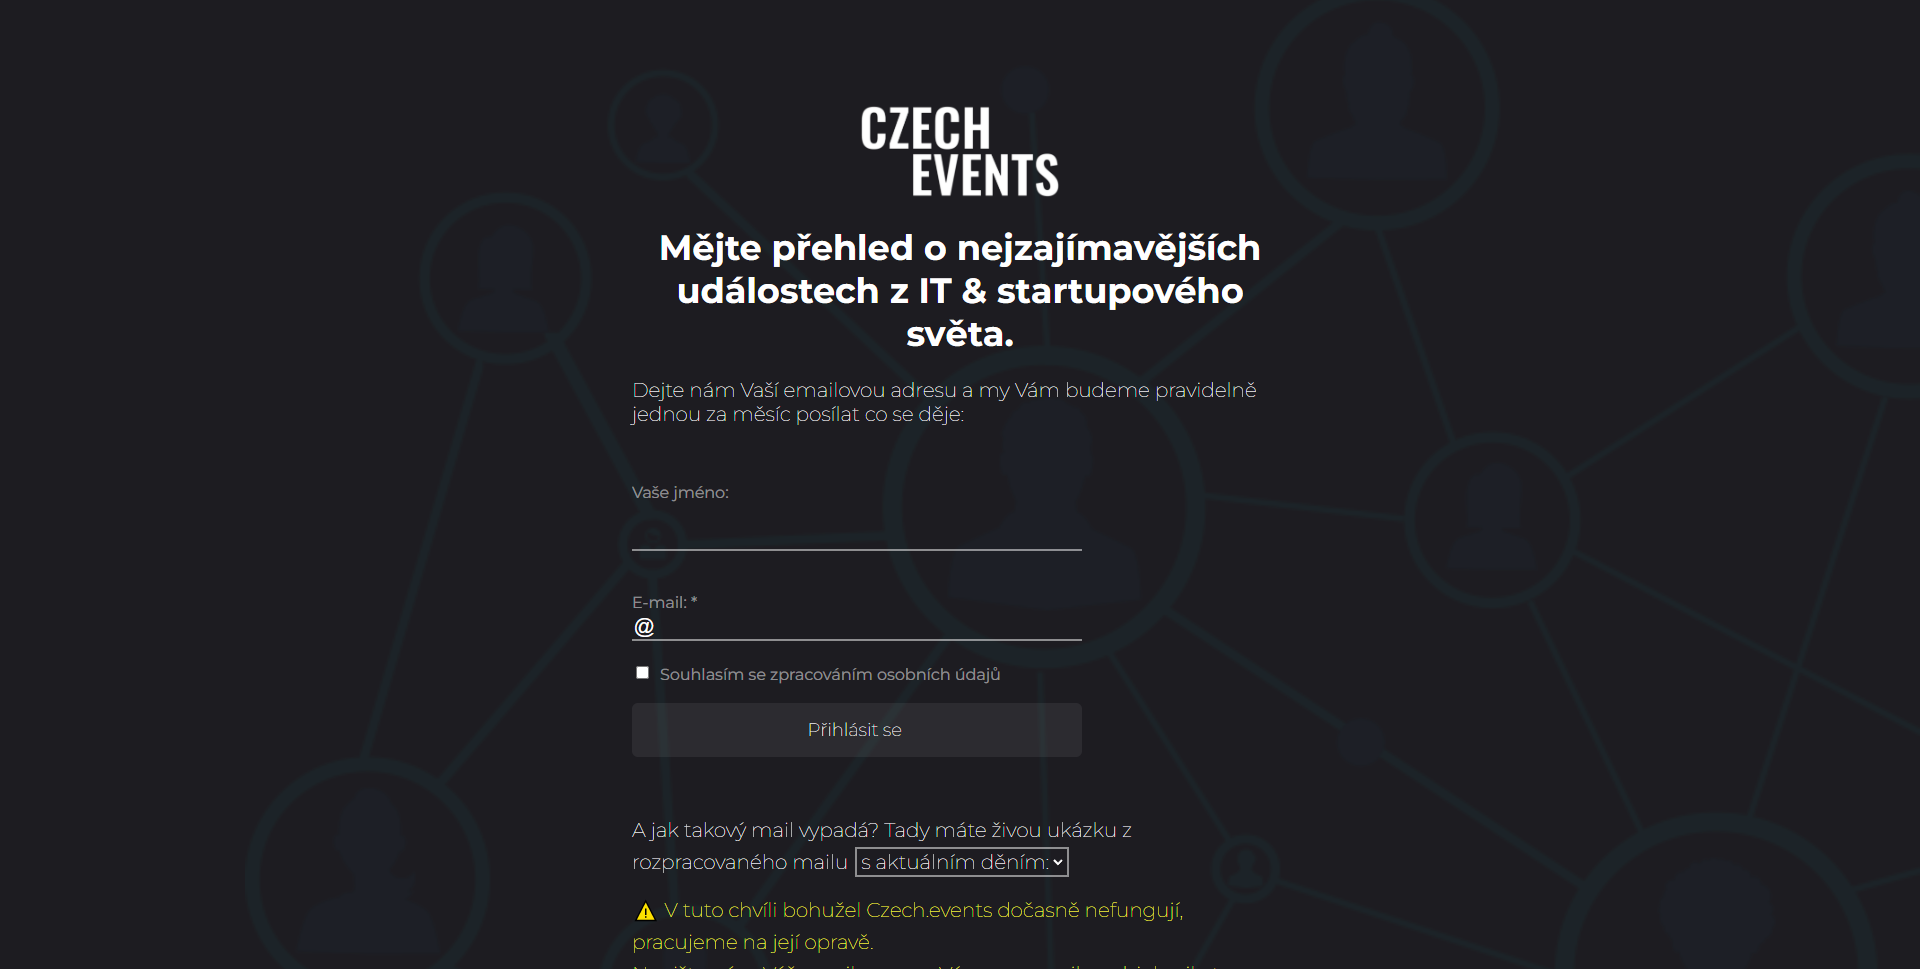 CZECH
EVENTS
Mějte přehled o nejzajímavějších
událostech z IT & startupového
světa.
Dejte nám Vaší emailovou adresu a my Vám budeme pravidelně
jednou za měsíc posílat co se děje:
Vaše jméno:
E-mail: *
@
Souhlasím se zpracováním osobních údajů
Přihlásit se
A jak takový mail vypadá? Tady máte živou ukázku z
rozpracovaného mailu s aktuálním děním:
V tuto chvíli bohužel Czech.events dočasně nefungují,
pracujeme na její opravě.